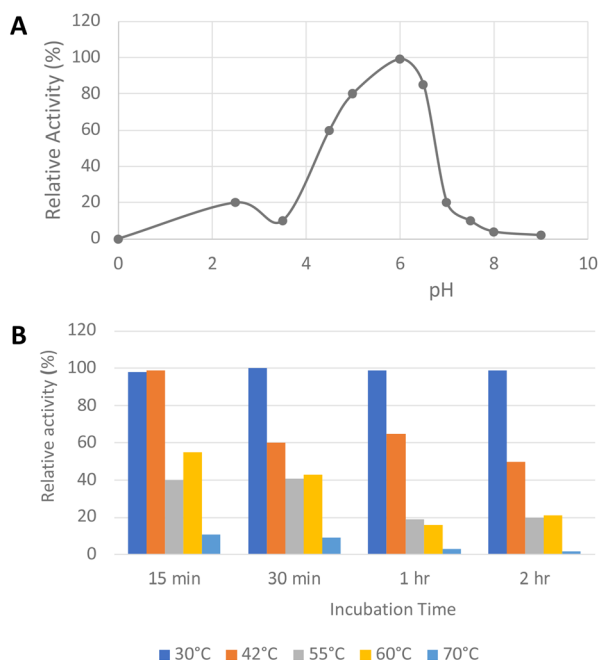 A
Relative Activity (%)
120
100
80
60
40
20
0
0 2 4 6 8 10
pH
B
Relative activity (%)
120
100
80
60
40
20
0
15 min 30 min 1 hr 2 hr
Incubation Time
30°C 42°C 55°C 60°C 70°C